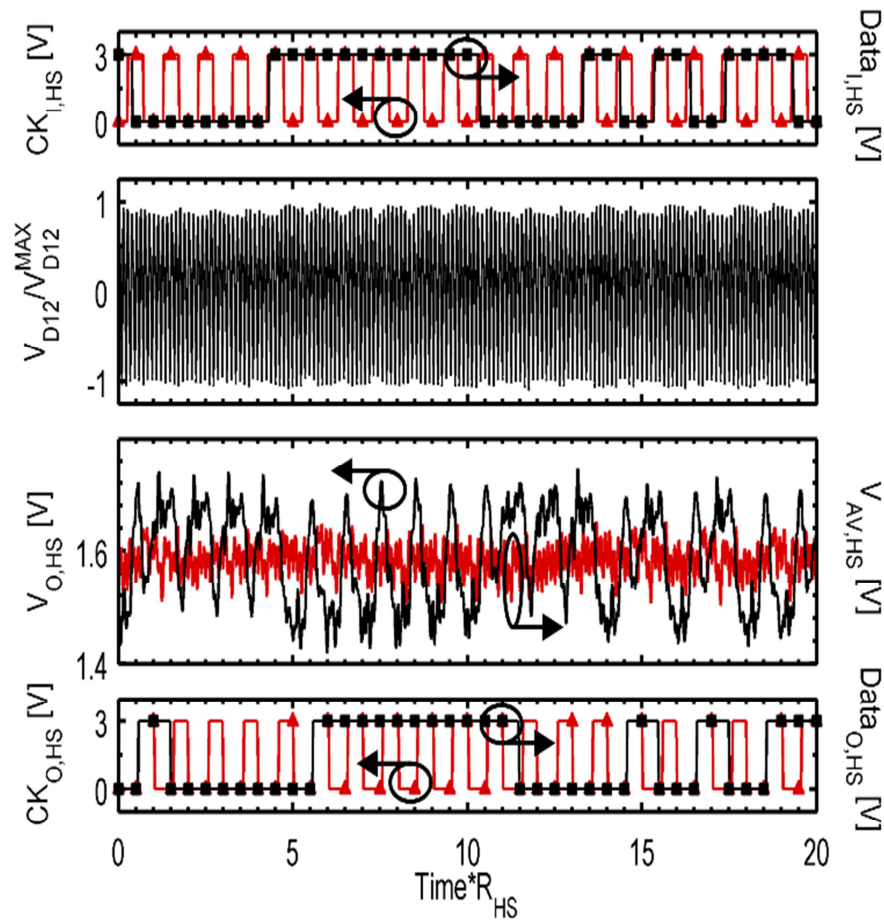 CK_I,HS [V]
3
0
Data_I,HS [V]
V_D12/V_D12^MAX
1
0
-1
V_O,HS [V]
1.6
1.4
V_AV,HS [V]
CK_O,HS [V]
3
0
Data_O,HS [V]
0 5 10 15 20
Time*R_HS